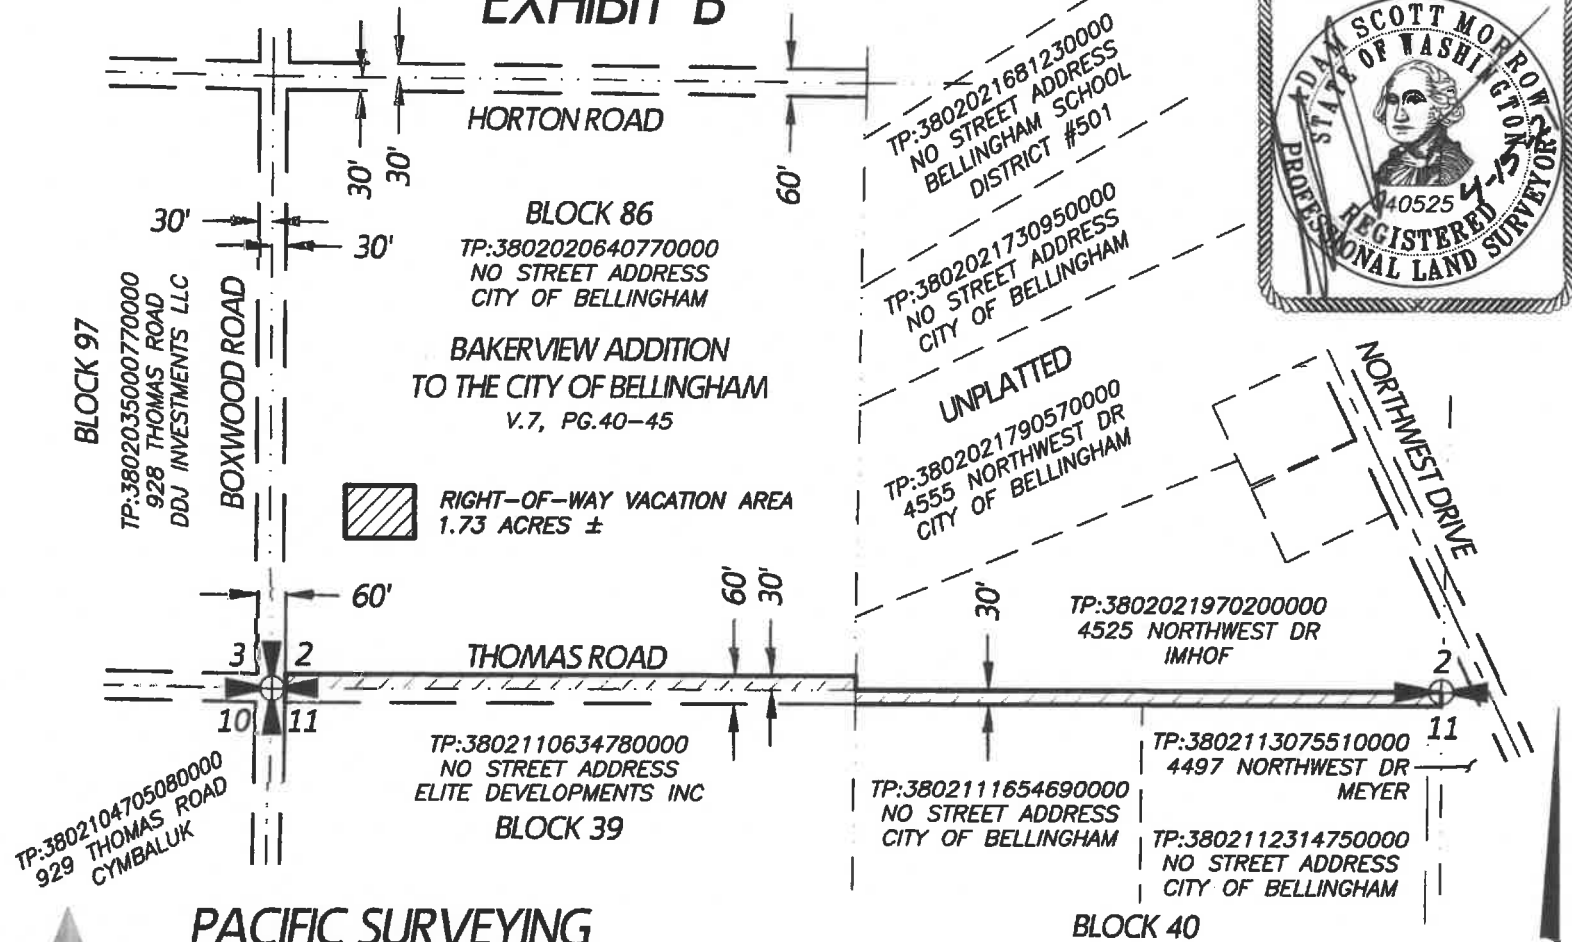 EXHIBIT B
HORTON ROAD
30'
30'
60'
30'
30'
BLOCK 86
TP:3802020640770000
NO STREET ADDRESS
CITY OF BELLINGHAM
BAKERVIEW ADDITION
TO THE CITY OF BELLINGHAM
V.7, PG.40-45
BLOCK 97
TP:3802035000770000
928 THOMAS ROAD
DDJ INVESTMENTS LLC
BOXWOOD ROAD
RIGHT-OF-WAY VACATION AREA
1.73 ACRES ±
TP:3802021681230000
NO STREET ADDRESS
BELLINGHAM SCHOOL
DISTRICT #501
TP:3802021730950000
NO STREET ADDRESS
CITY OF BELLINGHAM
UNPLATTED
TP:3802021790570000
4555 NORTHWEST DR
CITY OF BELLINGHAM
ADAM SCOTT MORROW
STATE OF WASHINGTON
40525
REGISTERED
PROFESSIONAL LAND SURVEYOR
NORTHWEST DRIVE
60'
60'
30'
30'
TP:3802021970200000
4525 NORTHWEST DR
IMHOF
3 2
THOMAS ROAD
2
10 11
11
TP:3802110634780000
NO STREET ADDRESS
ELITE DEVELOPMENTS INC
BLOCK 39
TP:3802104705080000
929 THOMAS ROAD
CYMBALUK
TP:3802111654690000
NO STREET ADDRESS
CITY OF BELLINGHAM
TP:3802113075510000
4497 NORTHWEST DR
MEYER
TP:3802112314750000
NO STREET ADDRESS
CITY OF BELLINGHAM
BLOCK 40
PACIFIC SURVEYING